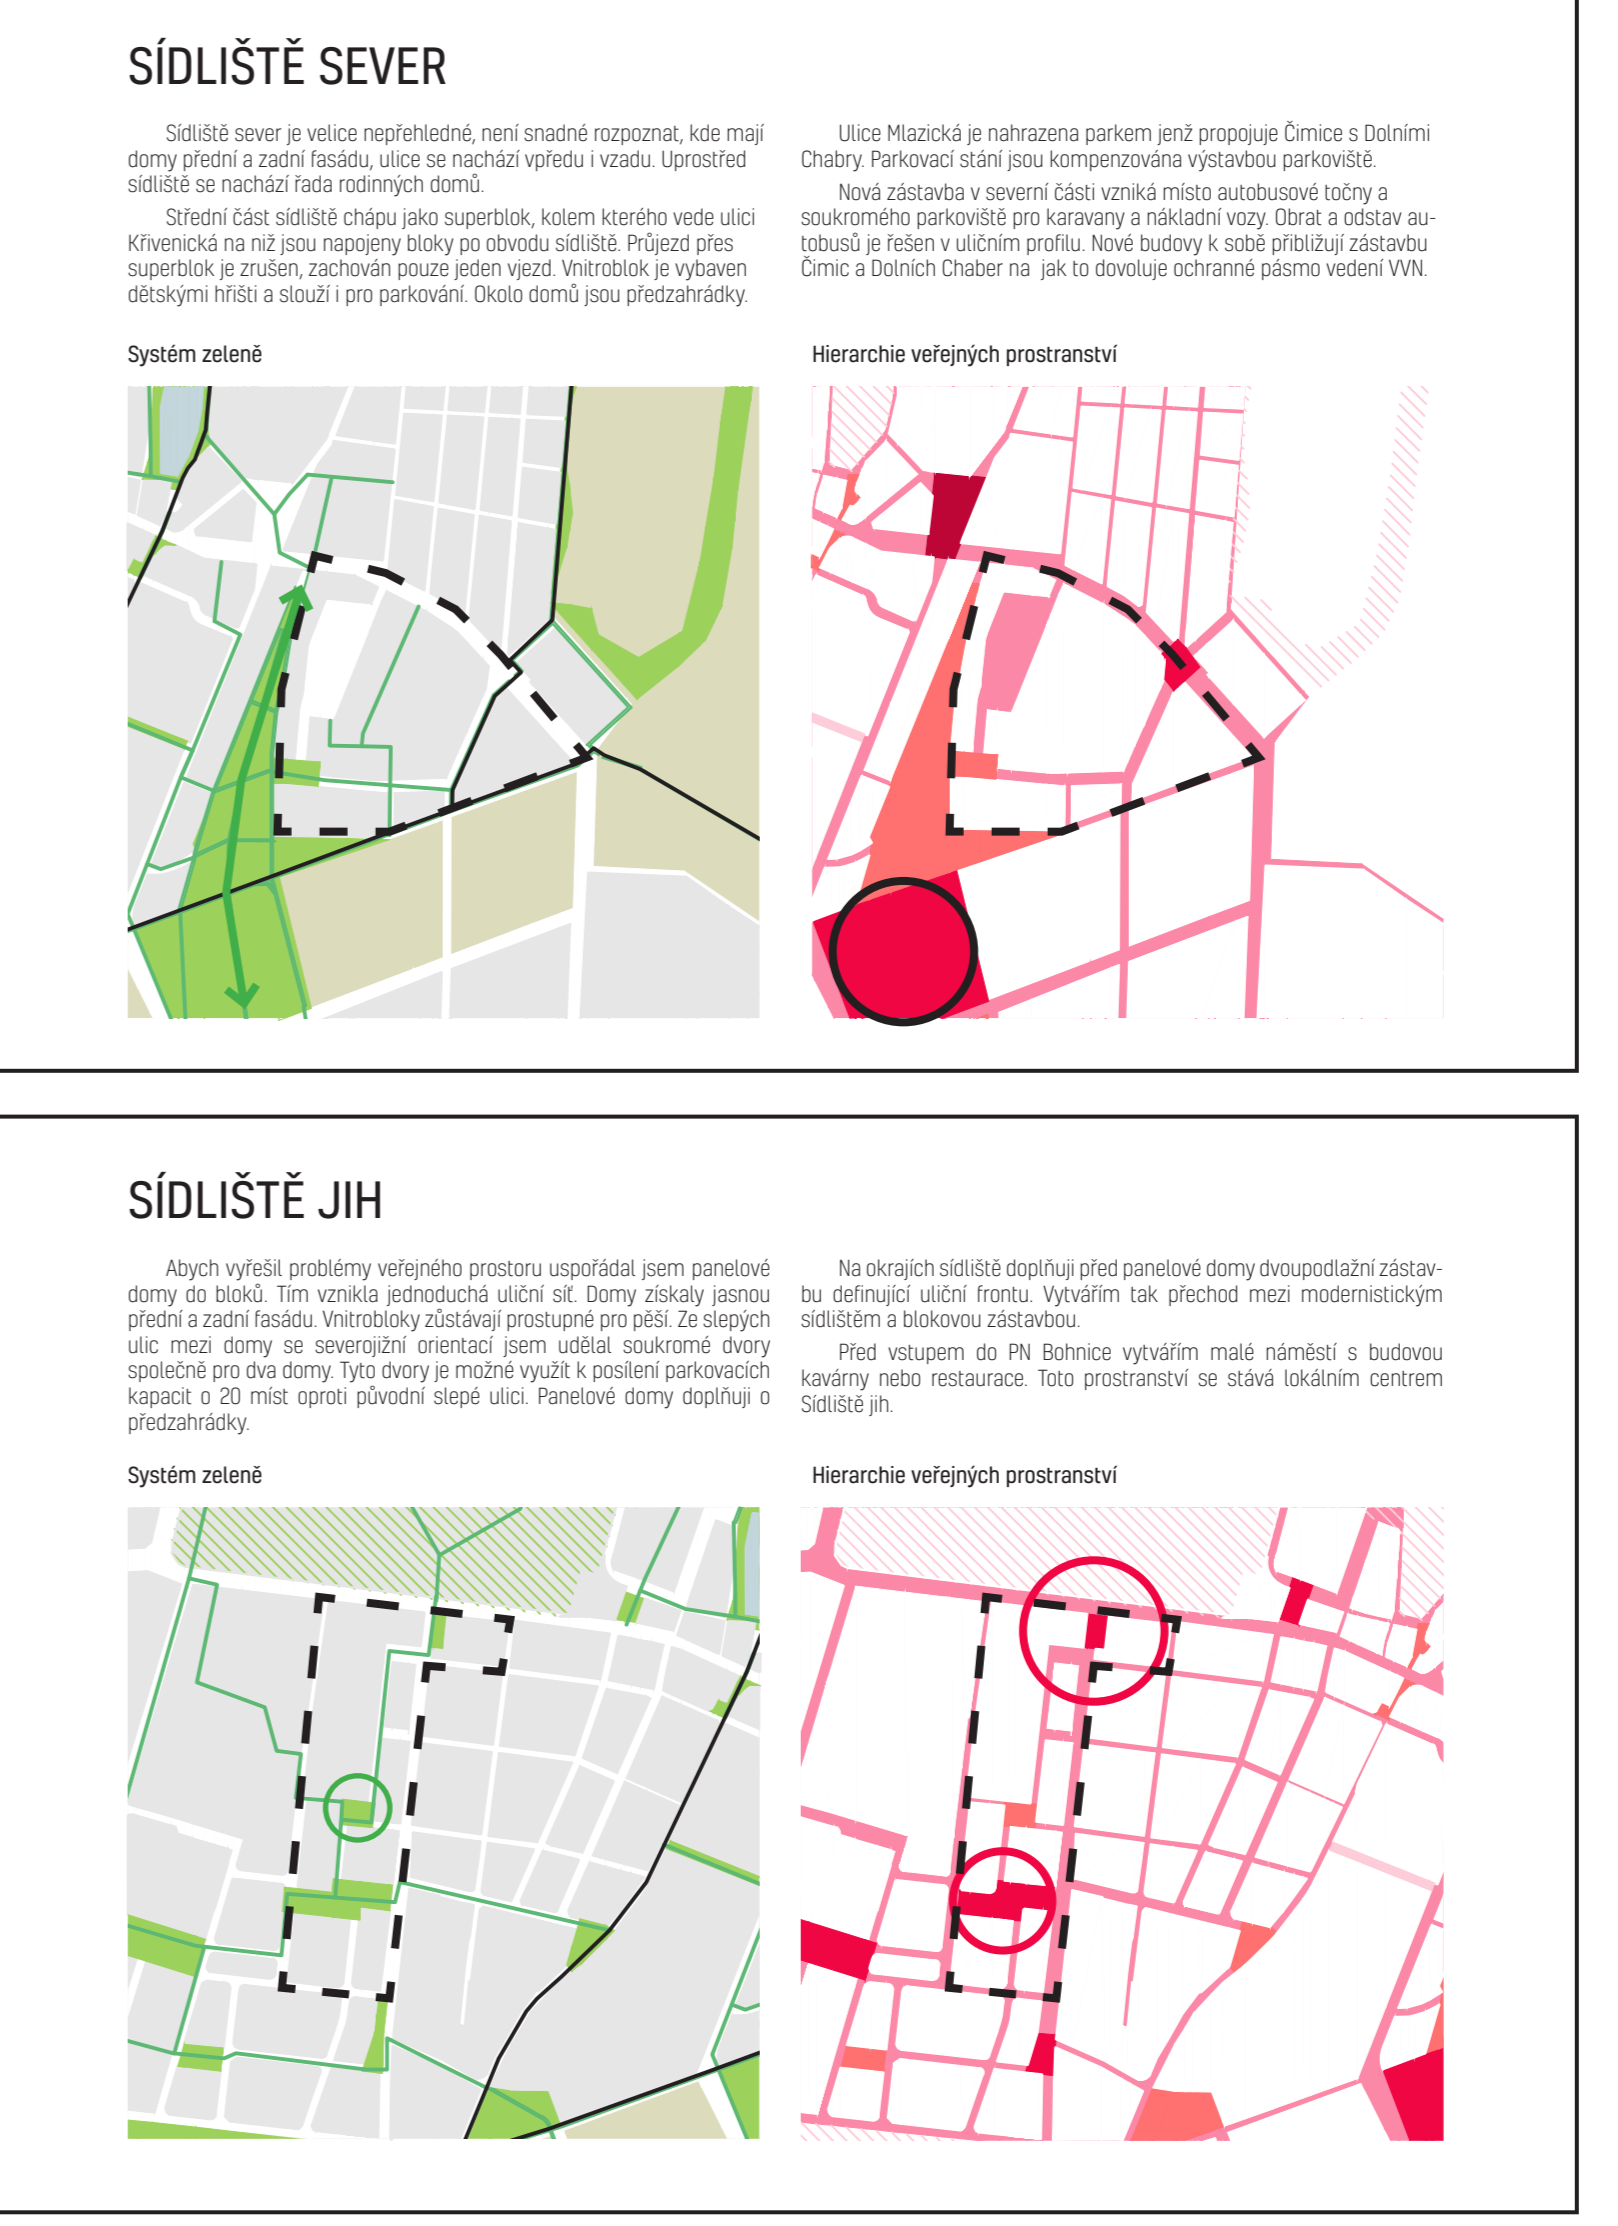 SÍDLIŠTĚ SEVER
Sídliště sever je velice nepřehledné, není snadné rozpoznat, kde mají
domy přední a zadní fasádu, ulice se nachází vpředu i vzadu. Uprostřed
sídliště se nachází řada rodinných domů.
Střední část sídliště chápu jako superblok, kolem kterého vede ulici
Křivenická na niž jsou napojeny bloky po obvodu sídliště. Průjezd přes
superblok je zrušen, zachován pouze jeden vjezd. Vnitroblok je vybaven
dětskými hřišti a slouží i pro parkování. Okolo domů jsou předzahrádky.
Ulice Mlazická je nahrazena parkem jenž propojuje Čimice s Dolními
Chabry. Parkovací stání jsou kompenzována výstavbou parkoviště.
Nová zástavba v severní části vzniká místo autobusové točny a
soukromého parkoviště pro karavany a nákladní vozy. Obrat a odstav au-
tobusů je řešen v uličním profilu. Nové budovy k sobě přibližují zástavbu
Čimic a Dolních Chaber na jak to dovoluje ochranné pásmo vedení VVN.
Systém zeleně
Hierarchie veřejných prostranství
SÍDLIŠTĚ JIH
Abych vyřešil problémy veřejného prostoru uspořádal jsem panelové
domy do bloků. Tím vznikla jednoduchá uliční síť. Domy získaly jasnou
přední a zadní fasádu. Vnitrobloky zůstávají prostupné pro pěší. Ze slepých
ulic mezi domy se severojižní orientací jsem udělal soukromé dvory
společně pro dva domy. Tyto dvory je možné využít k posílení parkovacích
kapacit o 20 míst oproti původní slepé ulici. Panelové domy doplňuji o
předzahrádky.
Na okrajích sídliště doplňuji před panelové domy dvoupodlažní zástav-
bu definující uliční frontu. Vytvářím tak přechod mezi modernistickým
sídlištěm a blokovou zástavbou.
Před vstupem do PN Bohnice vytvářím malé náměstí s budovou
kavárny nebo restaurace. Toto prostranství se stává lokálním centrem
Sídliště jih.
Systém zeleně
Hierarchie veřejných prostranství